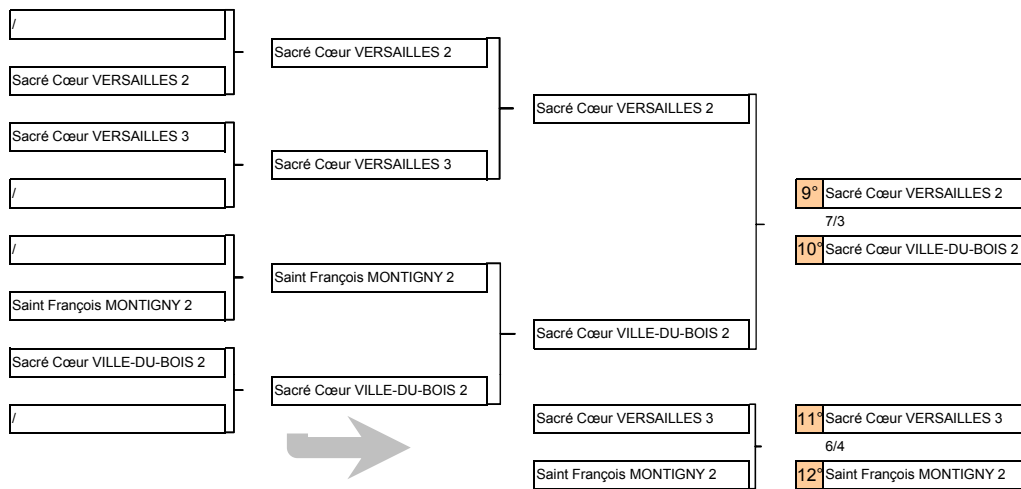 /
Sacré Cœur VERSAILLES 2
Sacré Cœur VERSAILLES 3
/
/
Saint François MONTIGNY 2
Sacré Cœur VILLE-DU-BOIS 2
/
Sacré Cœur VERSAILLES 2
Sacré Cœur VERSAILLES 3
Saint François MONTIGNY 2
Sacré Cœur VILLE-DU-BOIS 2
Sacré Cœur VERSAILLES 2
Sacré Cœur VILLE-DU-BOIS 2
Sacré Cœur VERSAILLES 3
Saint François MONTIGNY 2
9° Sacré Cœur VERSAILLES 2
7/3
10° Sacré Cœur VILLE-DU-BOIS 2
11° Sacré Cœur VERSAILLES 3
6/4
12° Saint François MONTIGNY 2